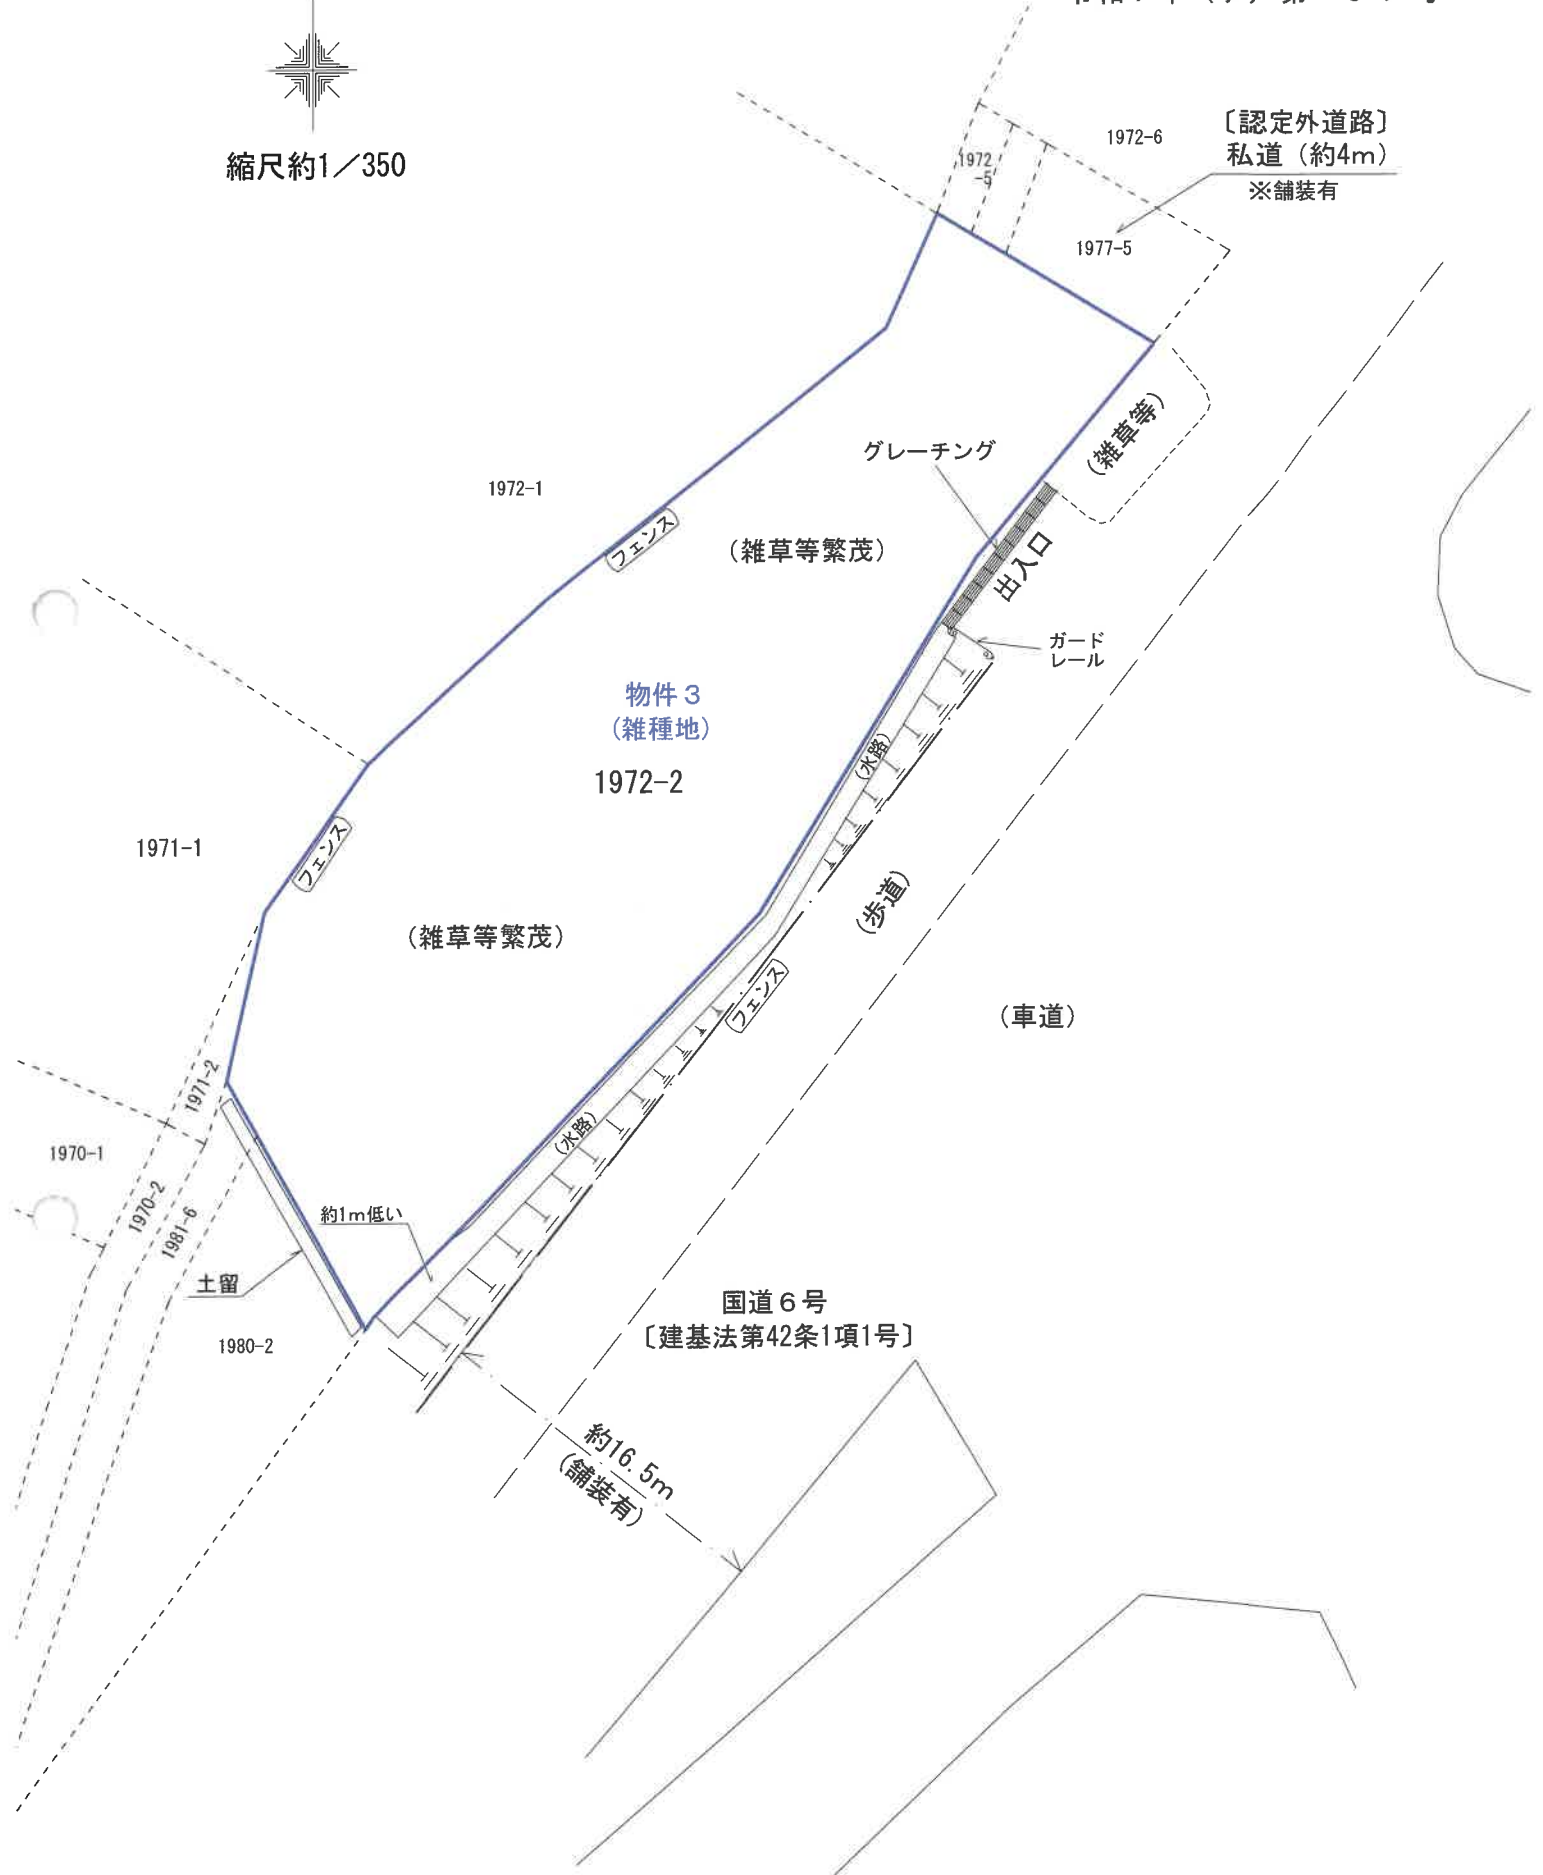 縮尺約1／350
〔認定外道路〕
私道（約4m）
※舗装有
1972-6
1972
-5
1977-5
（雑草等）
グレーチング
1972-1
フェンス
（雑草等繁茂）
出入口
ガード
レール
物件３
（雑種地）
1972-2
（水路）
1971-1
フェンス
（歩道）
（雑草等繁茂）
フェンス
（車道）
1971-2
（水路）
1970-1
1970-2
1981-6
約1m低い
土留
1980-2
国道６号
〔建基法第42条1項1号〕
約16.5m
（舗装有）